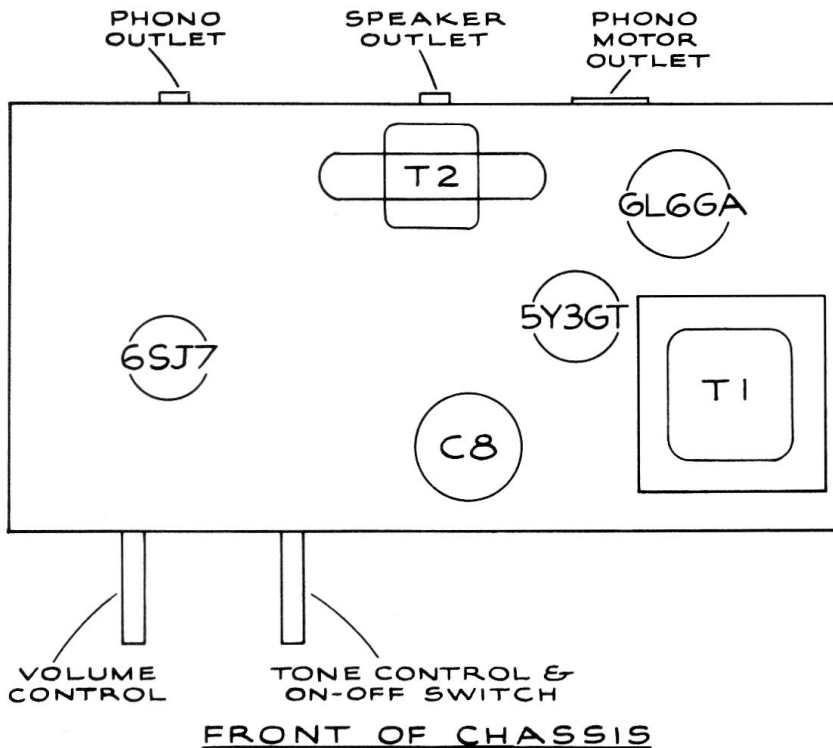 PHONO
OUTLET
SPEAKER
OUTLET
PHONO
MOTOR
OUTLET
T2
6L6GA
5Y3GT
6SJ7
T1
C8
VOLUME
CONTROL
TONE CONTROL &
ON-OFF SWITCH
FRONT OF CHASSIS